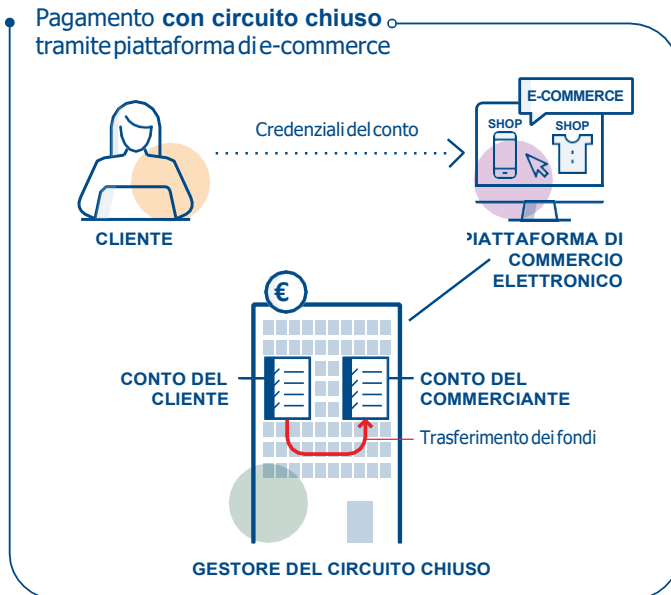 Pagamento con circuito chiuso
tramite piattaforma di e-commerce
E-COMMERCE
SHOP
SHOP
Credenziali del conto
CLIENTE
PIATTAFORMA DI
COMMERCIO
ELETTRONICO
€
CONTO DEL
CLIENTE
CONTO DEL
COMMERCIANTE
Trasferimento dei fondi
GESTORE DEL CIRCUITO CHIUSO